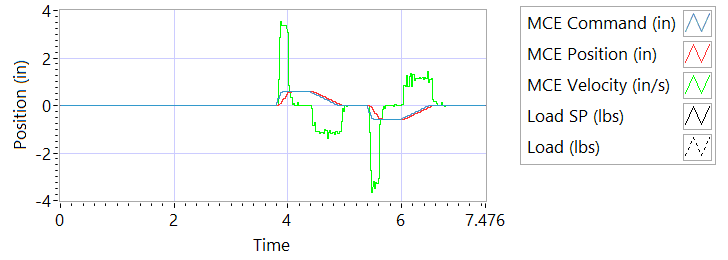 4
2
0
-2
-4
Position (in)
0 2 4 6 7.476
Time
MCE Command (in)
MCE Position (in)
MCE Velocity (in/s)
Load SP (lbs)
Load (lbs)